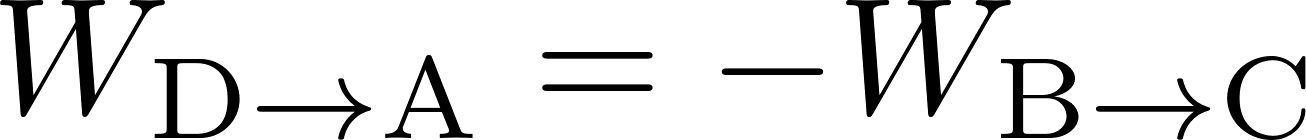 W_{D→A} = −W_{B→C}